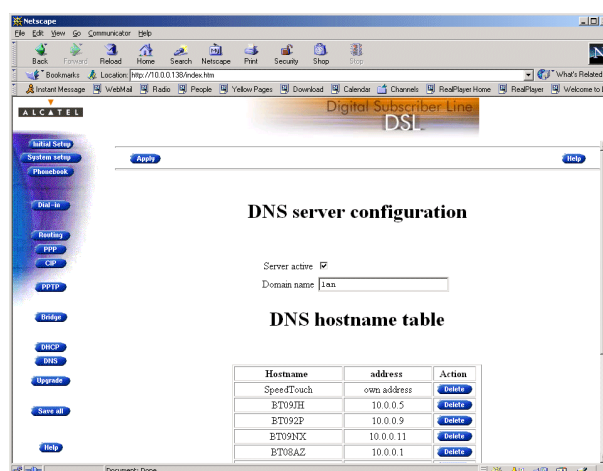 Netscape
File Edit View Go Communicator Help
Back Forward Reload Home Search Netscape Print Security Shop Stop
Bookmarks Location: http://10.0.0.138/index.htm What's Related
Instant Message WebMail Radio People Yellow Pages Download Calendar Channels RealPlayer Home RealPlayer Welcome to
ALCATEL
Digital Subscriber Line
DSL
Initial Setup
System setup
Phonebook
Apply
Help
Dial-in
DNS server configuration
Routing
PPP
CIP
Server active
PPTP
Domain name lan
Bridge
DNS hostname table
DHCP
DNS
Upgrade
Save all
Help
Hostname address Action
SpeedTouch own address Delete
BT09JH 10.0.0.5 Delete
BT092P 10.0.0.9 Delete
BT09NX 10.0.0.11 Delete
BT08AZ 10.0.0.1 Delete
Document: Done